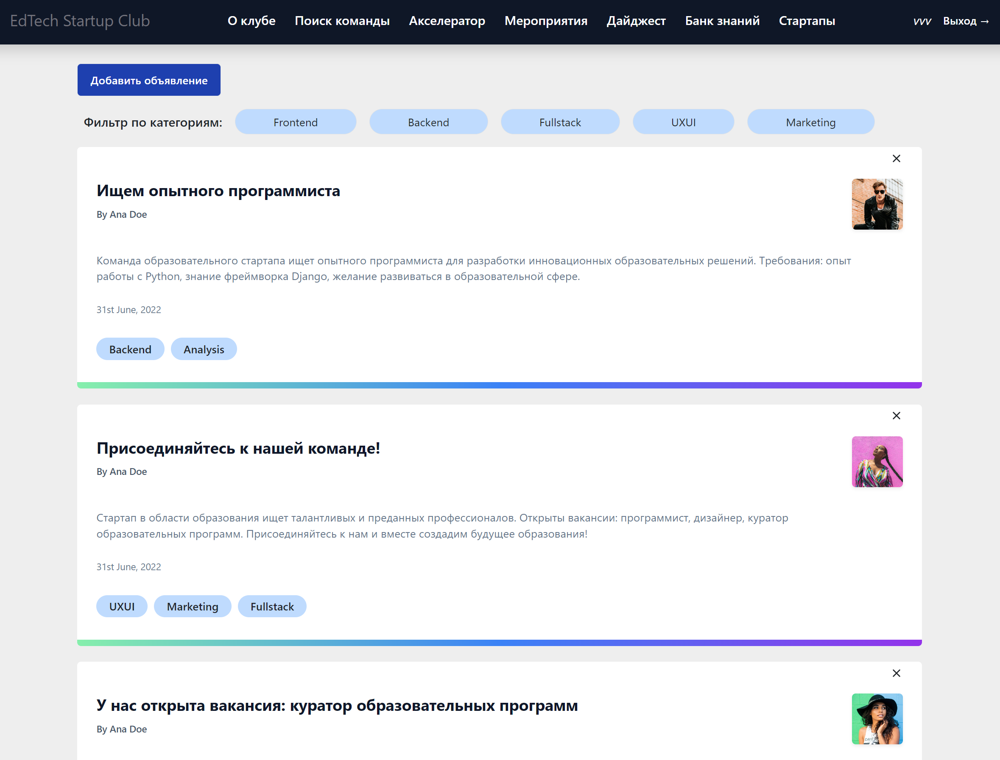 EdTech Startup Club
О клубе Поиск команды Акселератор Мероприятия Дайджест Банк знаний Стартапы
vvv Выход →
Добавить объявление
Фильтр по категориям: Frontend Backend Fullstack UXUI Marketing
Ищем опытного программиста
By Ana Doe
Команда образовательного стартапа ищет опытного программиста для разработки инновационных образовательных решений. Требования: опыт
работы с Python, знание фреймворка Django, желание развиваться в образовательной сфере.
31st June, 2022
Backend Analysis
Присоединяйтесь к нашей команде!
By Ana Doe
Стартап в области образования ищет талантливых и преданных профессионалов. Открыты вакансии: программист, дизайнер, куратор
образовательных программ. Присоединяйтесь к нам и вместе создадим будущее образования!
31st June, 2022
UXUI Marketing Fullstack
У нас открыта вакансия: куратор образовательных программ
By Ana Doe